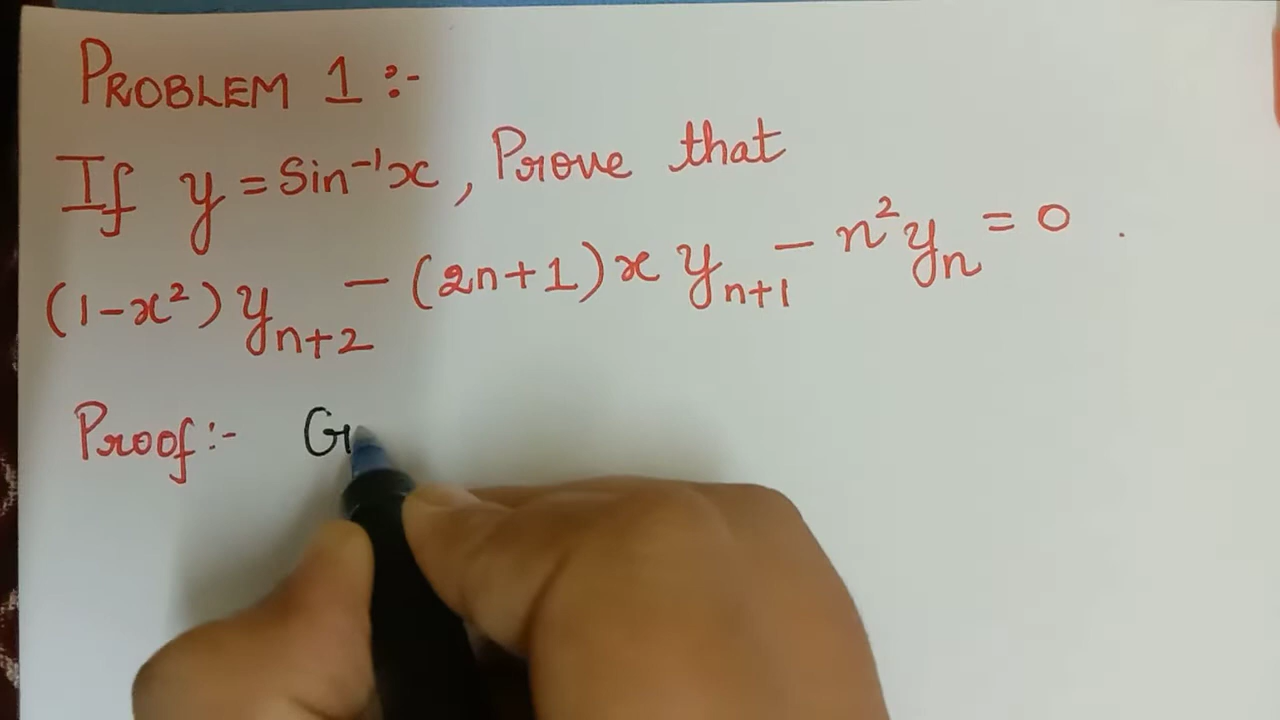 PROBLEM 1 :-
If y = Sin⁻¹x , Prove that
(1-x²) yₙ₊₂ - (2n+1) x yₙ₊₁ - n² yₙ = 0 .
Proof :-